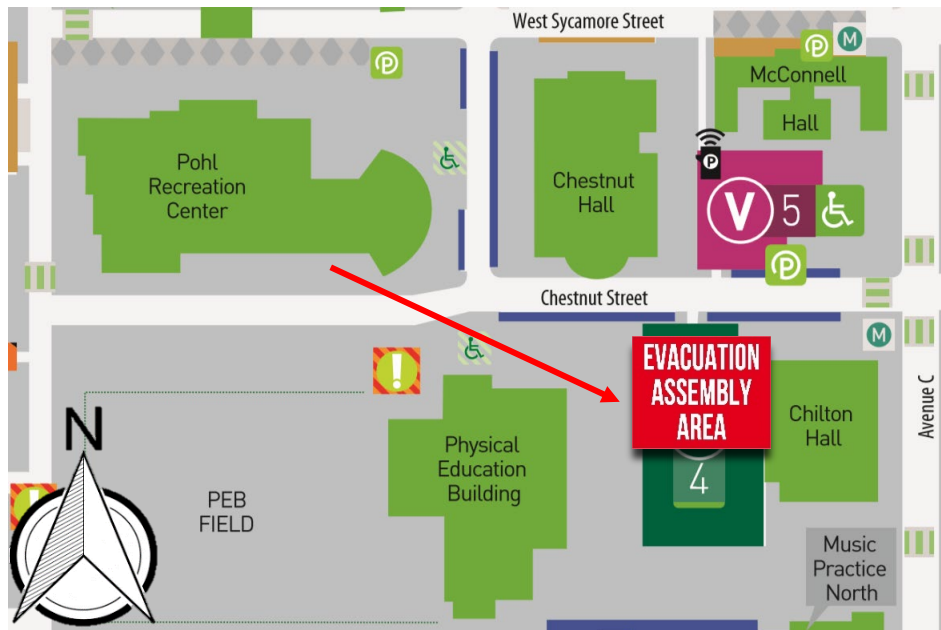 West Sycamore Street
P
P
M
McConnell
Hall
Pohl
Recreation
Center
Chestnut
Hall
P
V 5
P
Chestnut Street
M
!
EVACUATION
ASSEMBLY
AREA
Avenue C
N
Chilton
Hall
Physical
Education
Building
4
PEB
FIELD
Music
Practice
North